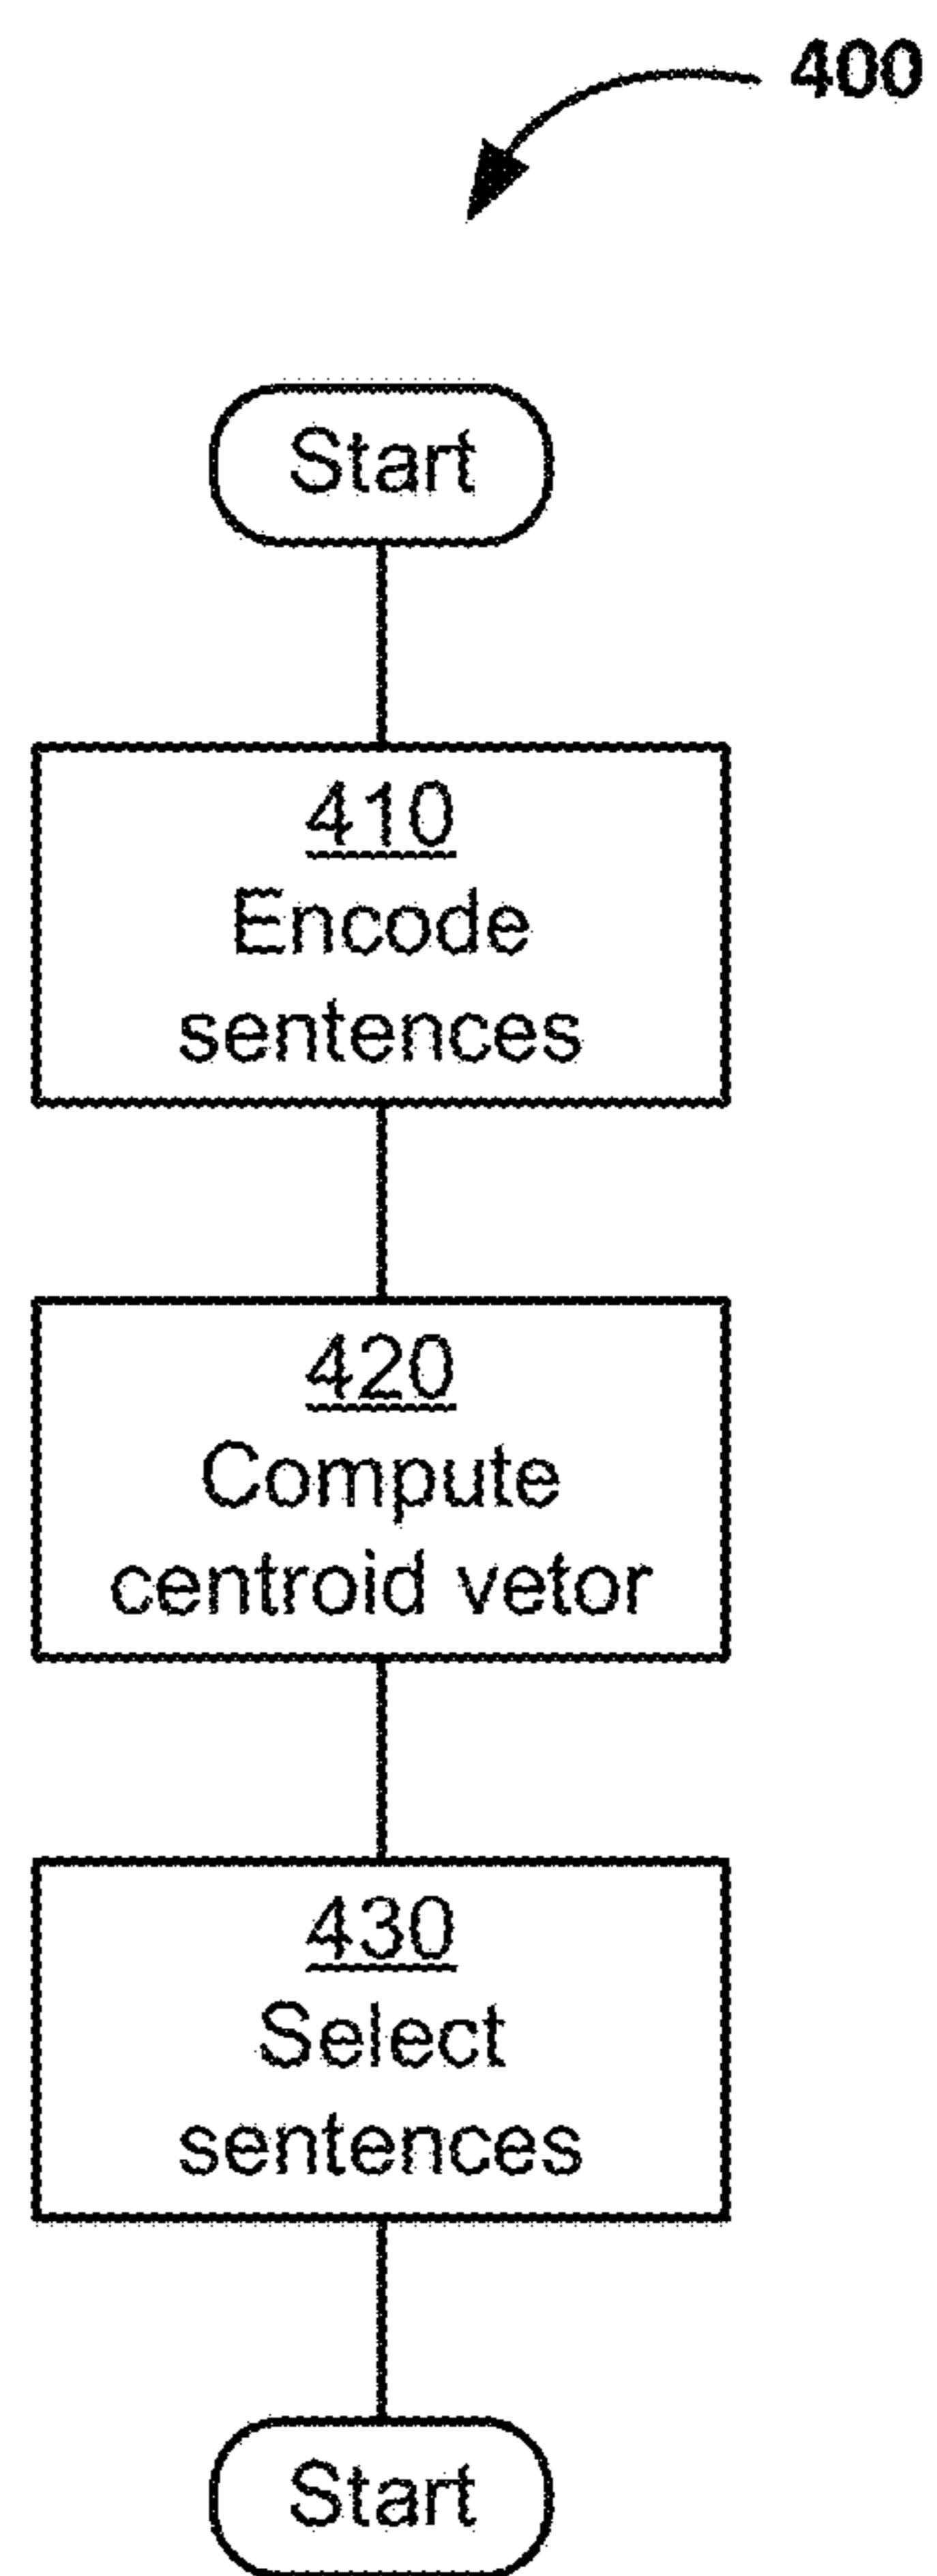 400
Start
410
Encode
sentences
420
Compute
centroid vetor
430
Select
sentences
Start